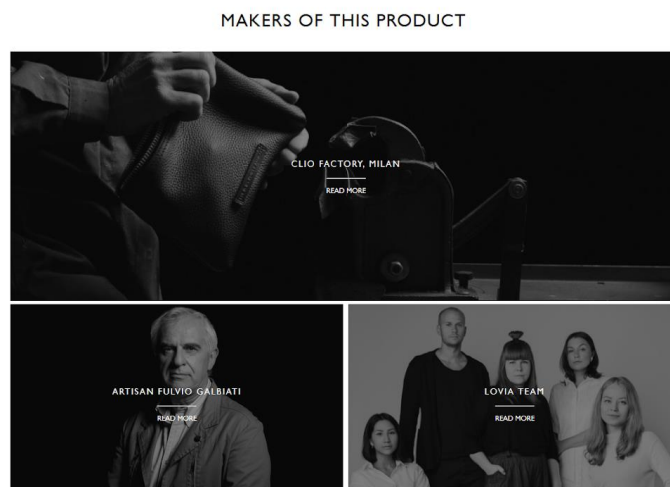 MAKERS OF THIS PRODUCT
CLIO FACTORY, MILAN
READ MORE
ARTISAN FULVIO GALBIATI
READ MORE
LOVIA TEAM
READ MORE